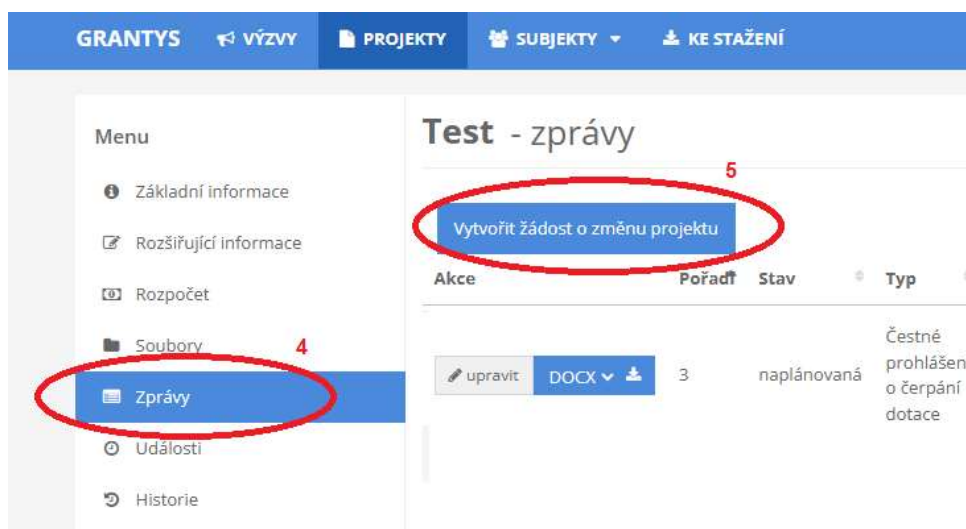 GRANTYS VÝZVY PROJEKTY SUBJEKTY KE STAŽENÍ
Menu
Test - zprávy
5
Základní informace
Vytvořit žádost o změnu projektu
Rozšiřující informace
Akce Pořadí Stav Typ
Rozpočet
Soubory
4
Čestné
prohlášen
o čerpání
dotace
upravit DOCX 3 naplánovaná
Zprávy
Události
Historie